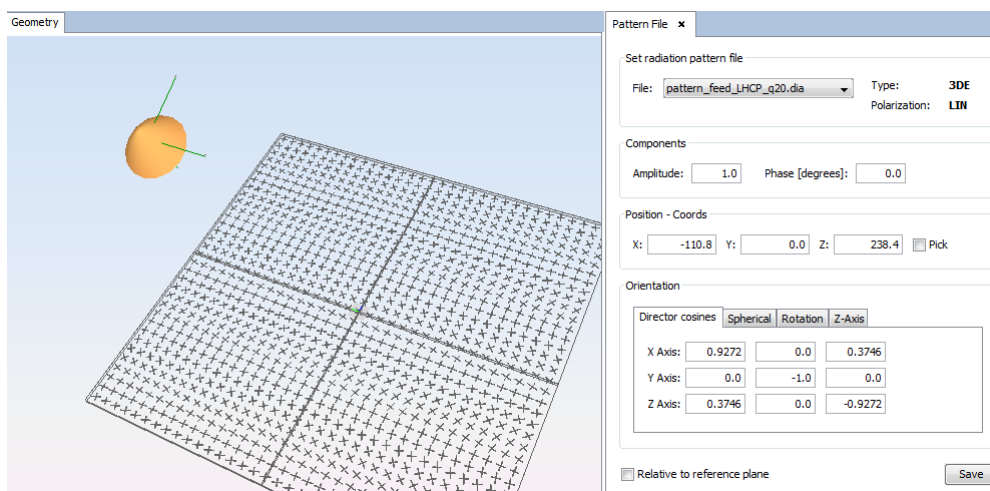 Geometry
Pattern File ×
Set radiation pattern file
File: pattern_feed_LHCP_q20.dia Type: 3DE
Polarization: LIN
Components
Amplitude: 1.0 Phase [degrees]: 0.0
Position - Coords
X: -110.8 Y: 0.0 Z: 238.4 Pick
Orientation
Director cosines Spherical Rotation Z-Axis
X Axis: 0.9272 0.0 0.3746
Y Axis: 0.0 -1.0 0.0
Z Axis: 0.3746 0.0 -0.9272
Relative to reference plane Save